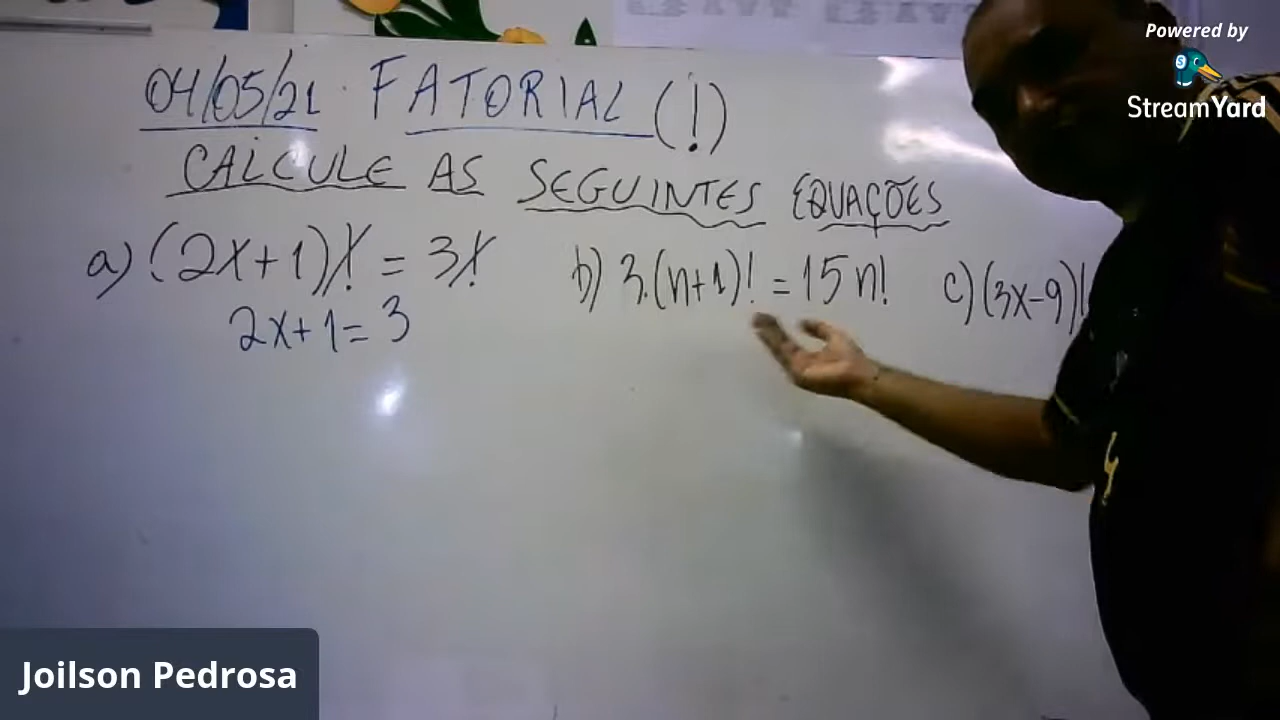 Powered by
StreamYard
04/05/21 FATORIAL (!)
CALCULE AS SEGUINTES EQUAÇÕES
a) (2x+1)! = 3!
b) 3.(n+1)! = 15n!
c) (3x-9)!
2x+1=3
Joilson Pedrosa